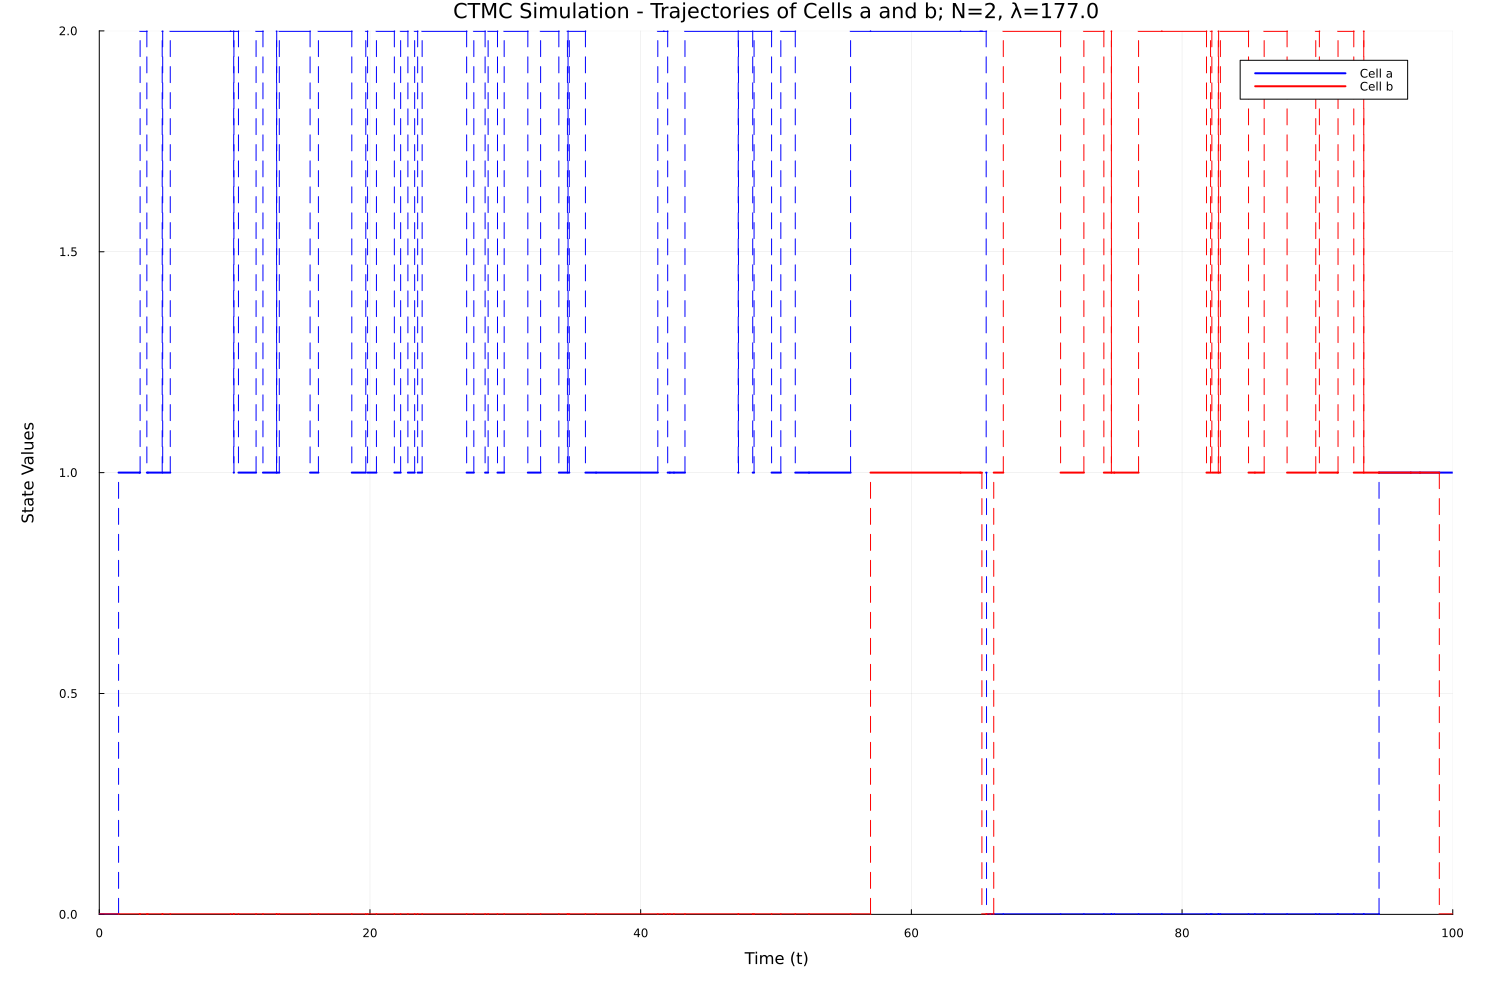 CTMC Simulation - Trajectories of Cells a and b; N=2, λ=177.0
2.0
Cell a
Cell b
1.5
1.0
State Values
0.5
0.0
0 20 40 60 80 100
Time (t)